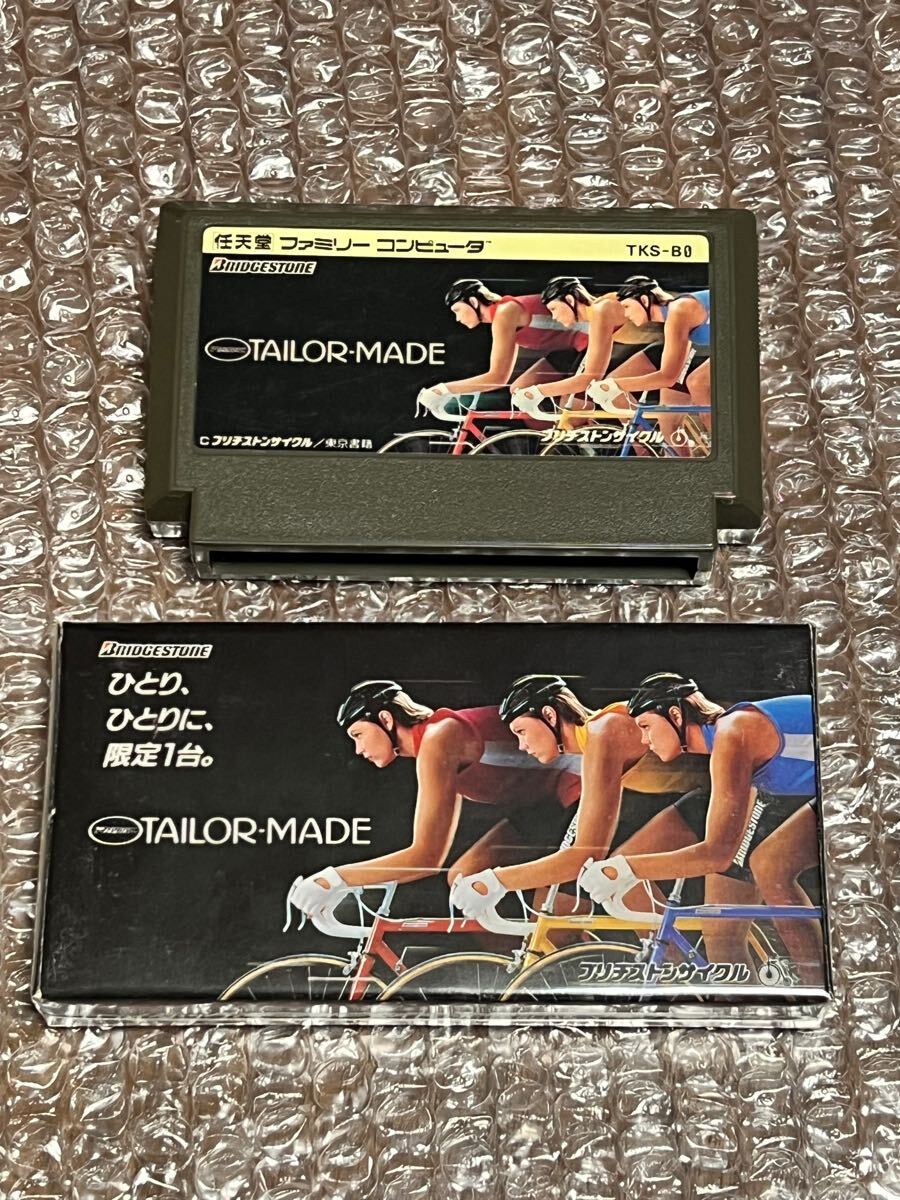 任天堂 ファミリー コンピュータ™ TKS-B0
BRIDGESTONE
TAILOR-MADE
C ブリヂストンサイクル／東京書籍
ブリヂストンサイクル
BRIDGESTONE
ひとり、
ひとりに、
限定1台。
TAILOR-MADE
BRIDGESTONE
ブリヂストンサイクル